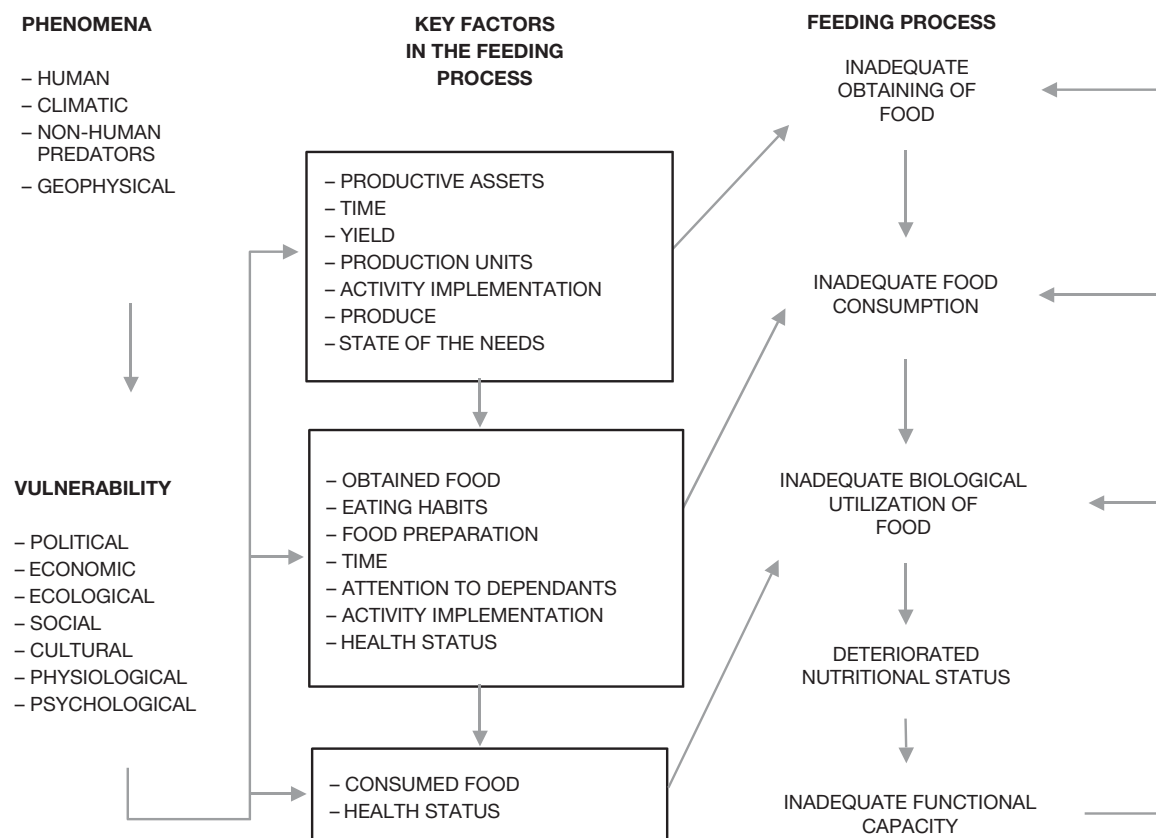 PHENOMENA
– HUMAN
– CLIMATIC
– NON-HUMAN
PREDATORS
– GEOPHYSICAL
VULNERABILITY
– POLITICAL
– ECONOMIC
– ECOLOGICAL
– SOCIAL
– CULTURAL
– PHYSIOLOGICAL
– PSYCHOLOGICAL
KEY FACTORS
IN THE FEEDING
PROCESS
– PRODUCTIVE ASSETS
– TIME
– YIELD
– PRODUCTION UNITS
– ACTIVITY IMPLEMENTATION
– PRODUCE
– STATE OF THE NEEDS
– OBTAINED FOOD
– EATING HABITS
– FOOD PREPARATION
– TIME
– ATTENTION TO DEPENDANTS
– ACTIVITY IMPLEMENTATION
– HEALTH STATUS
– CONSUMED FOOD
– HEALTH STATUS
FEEDING PROCESS
INADEQUATE
OBTAINING OF
FOOD
INADEQUATE FOOD
CONSUMPTION
INADEQUATE BIOLOGICAL
UTILIZATION OF
FOOD
DETERIORATED
NUTRITIONAL STATUS
INADEQUATE FUNCTIONAL
CAPACITY